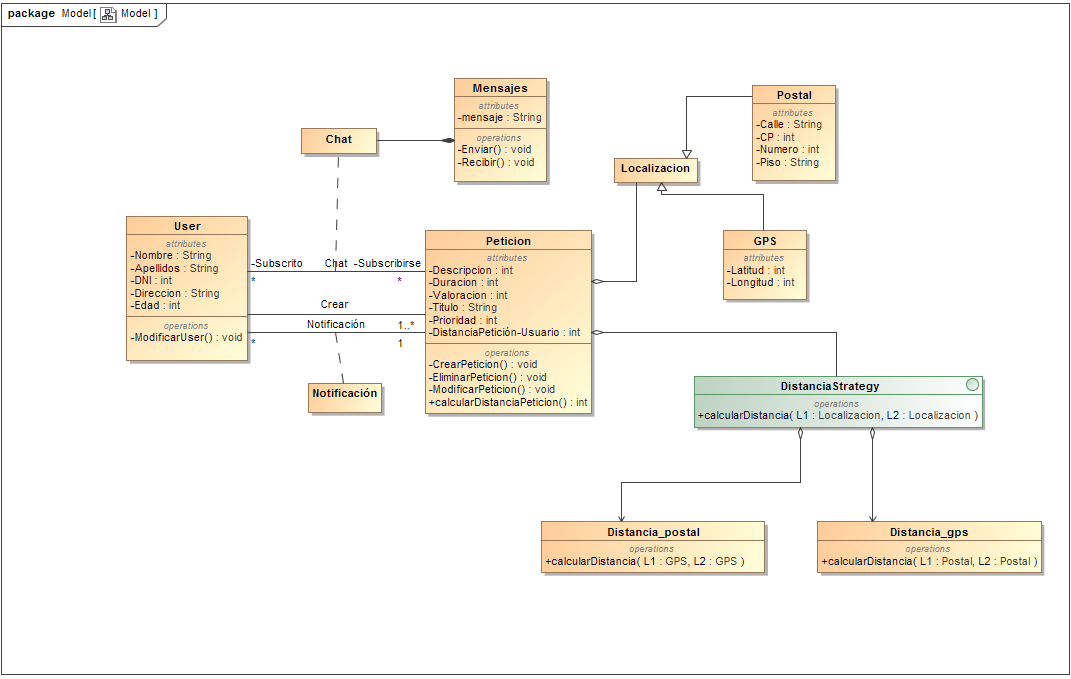 package Model [ Model ]
Mensajes
attributes
-mensaje : String
operations
-Enviar() : void
-Recibir() : void
Chat
Postal
attributes
-Calle : String
-CP : int
-Numero : int
-Piso : String
Localizacion
User
attributes
-Nombre : String
-Apellidos : String
-DNI : int
-Direccion : String
-Edad : int
operations
-ModificarUser() : void
-Subscrito
Chat
-Subscribirse
*
*
Crear
Notificación
1..*
*
1
Peticion
attributes
-Descripcion : int
-Duracion : int
-Valoracion : int
-Titulo : String
-Prioridad : int
-DistanciaPetición-Usuario : int
operations
-CrearPeticion() : void
-EliminarPeticion() : void
-ModificarPeticion() : void
+calcularDistanciaPeticion() : int
GPS
attributes
-Latitud : int
-Longitud : int
Notificación
DistanciaStrategy
operations
+calcularDistancia( L1 : Localizacion, L2 : Localizacion )
Distancia_postal
operations
+calcularDistancia( L1 : GPS, L2 : GPS )
Distancia_gps
operations
+calcularDistancia( L1 : Postal, L2 : Postal )